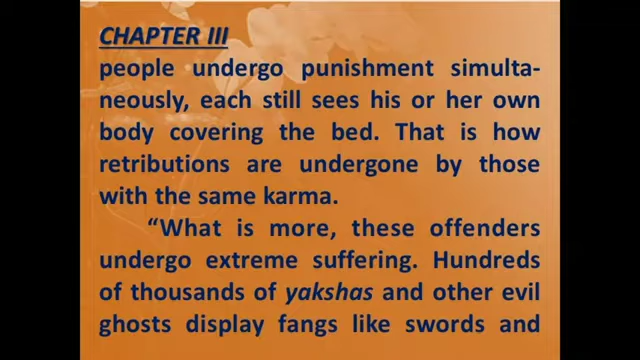 CHAPTER III
people undergo punishment simulta-
neously, each still sees his or her own
body covering the bed. That is how
retributions are undergone by those
with the same karma.
“What is more, these offenders
undergo extreme suffering. Hundreds
of thousands of yakshas and other evil
ghosts display fangs like swords and